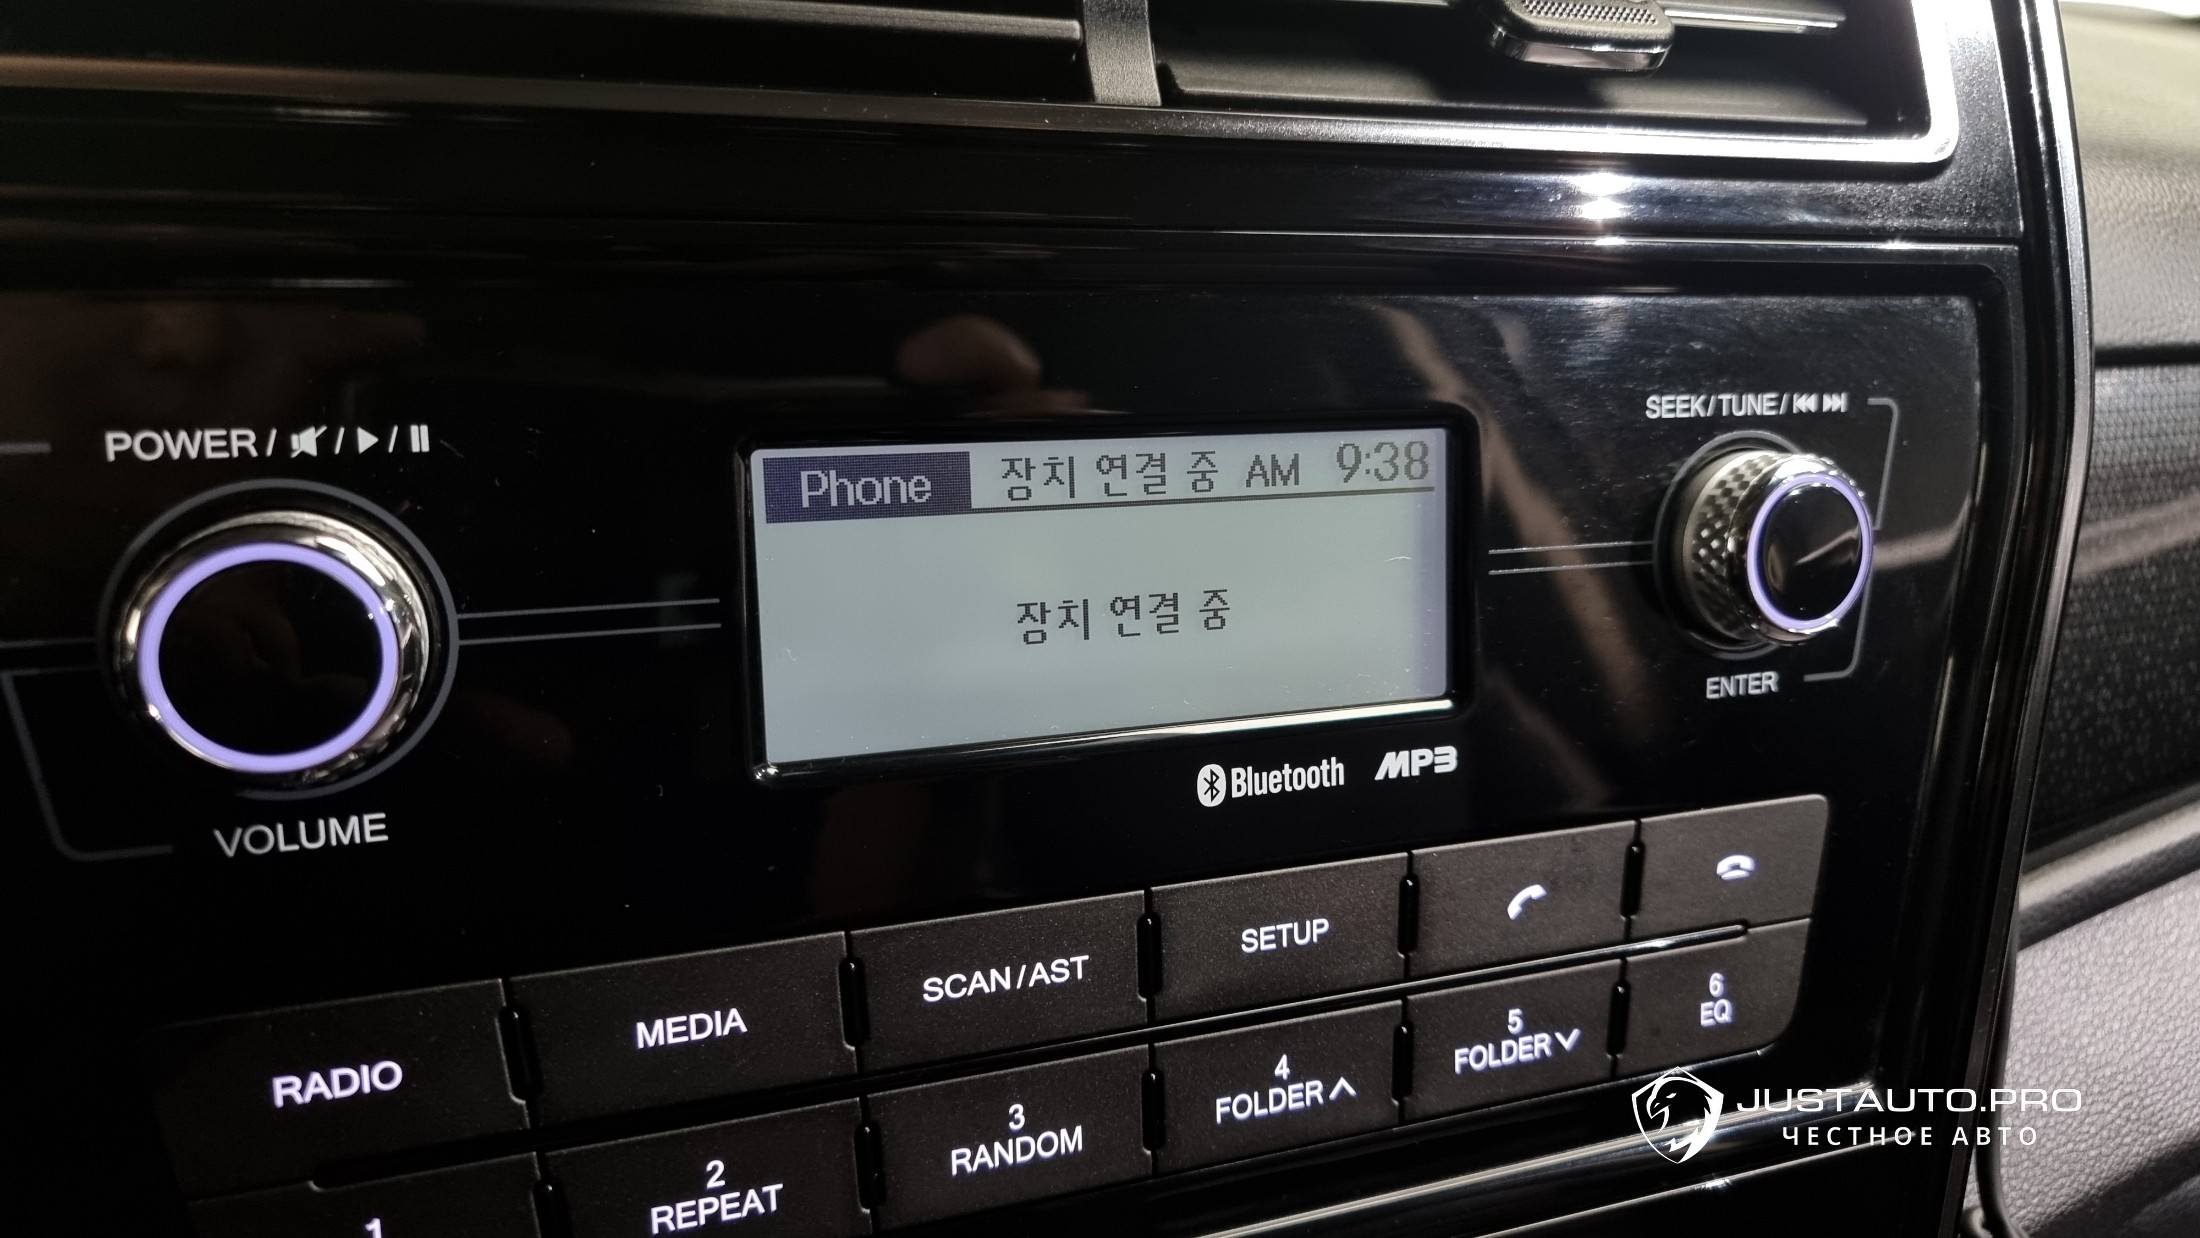 POWER / / /
SEEK / TUNE /
Phone 장치 연결 중 AM 9:38
장치 연결 중
ENTER
VOLUME
Bluetooth MP3
RADIO
MEDIA
SCAN / AST
SETUP
1
2
REPEAT
3
RANDOM
4
FOLDER
5
FOLDER
6
EQ
JUSTAUTO.PRO
ЧЕСТНОЕ АВТО